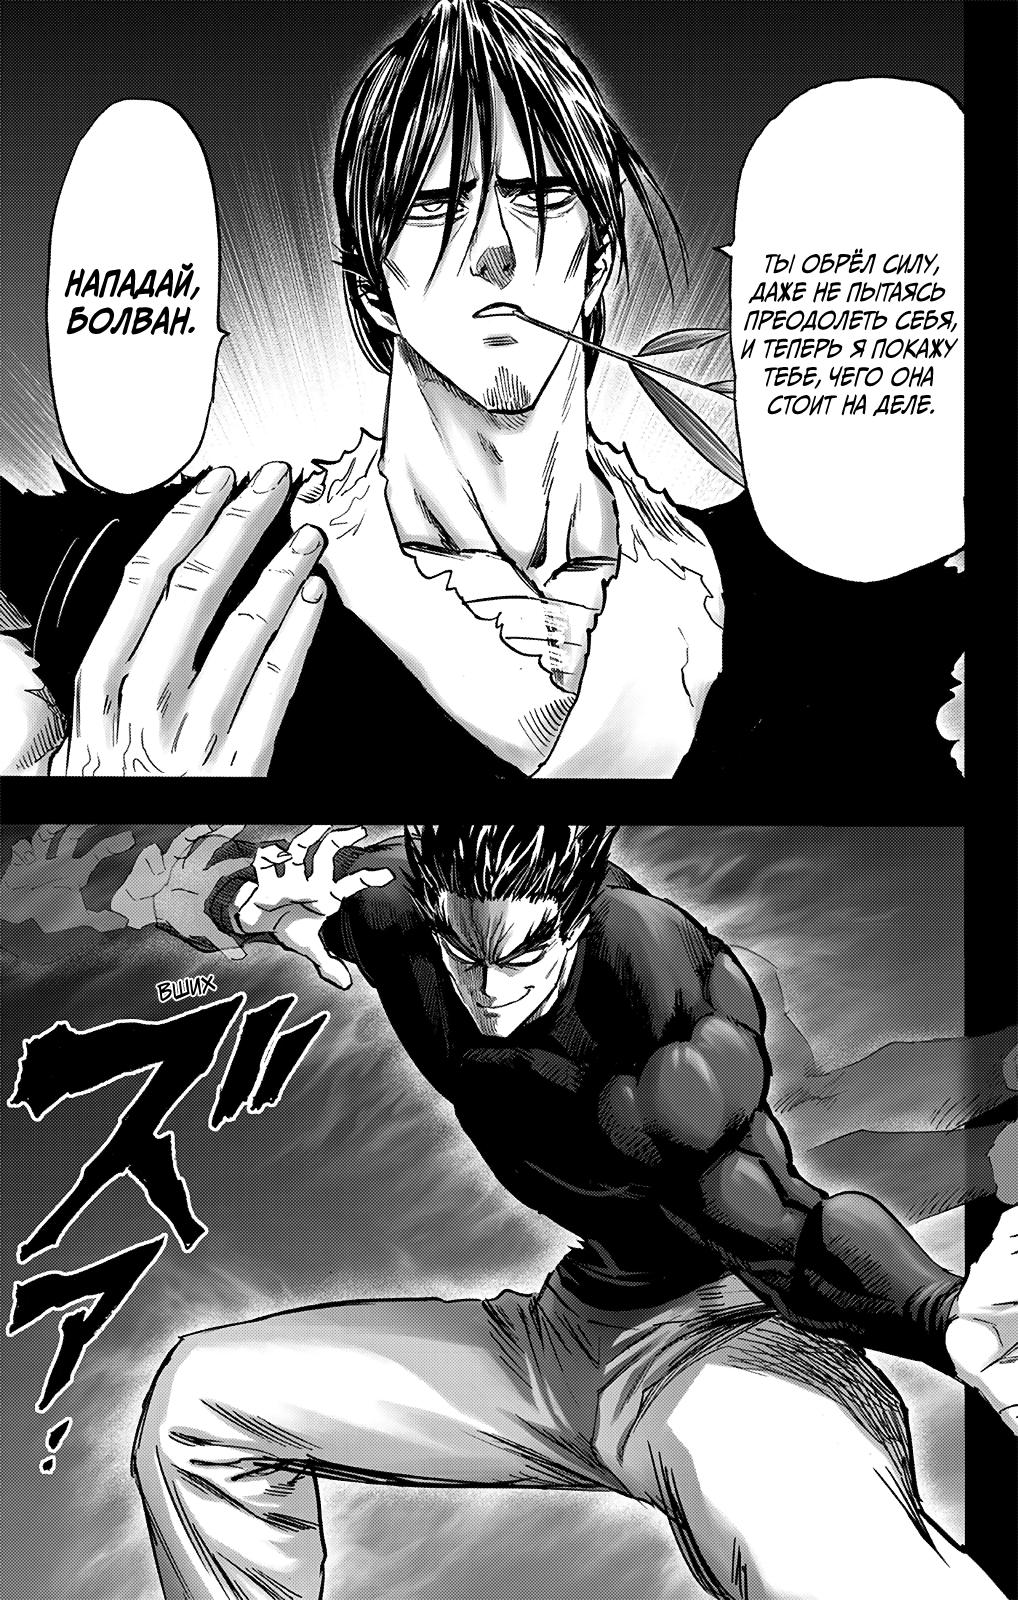 ТЫ ОБРЁЛ СИЛУ,
ДАЖЕ НЕ ПЫТАЯСЬ
ПРЕОДОЛЕТЬ СЕБЯ,
И ТЕПЕРЬ Я ПОКАЖУ
ТЕБЕ, ЧЕГО ОНА
СТОИТ НА ДЕЛЕ.
НАПАДАЙ,
БОЛВАН.
ВШИХ
ズア